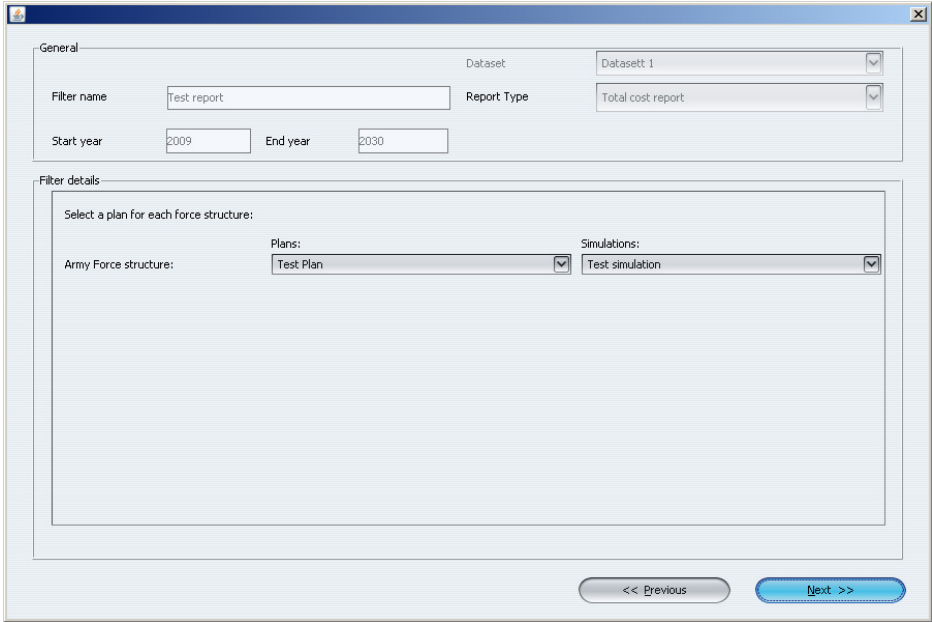 General
Dataset Datasett 1
Filter name Test report Report Type Total cost report
Start year 2009 End year 2030
Filter details
Select a plan for each force structure:
Plans: Simulations:
Army Force structure: Test Plan Test simulation
<< Previous Next >>